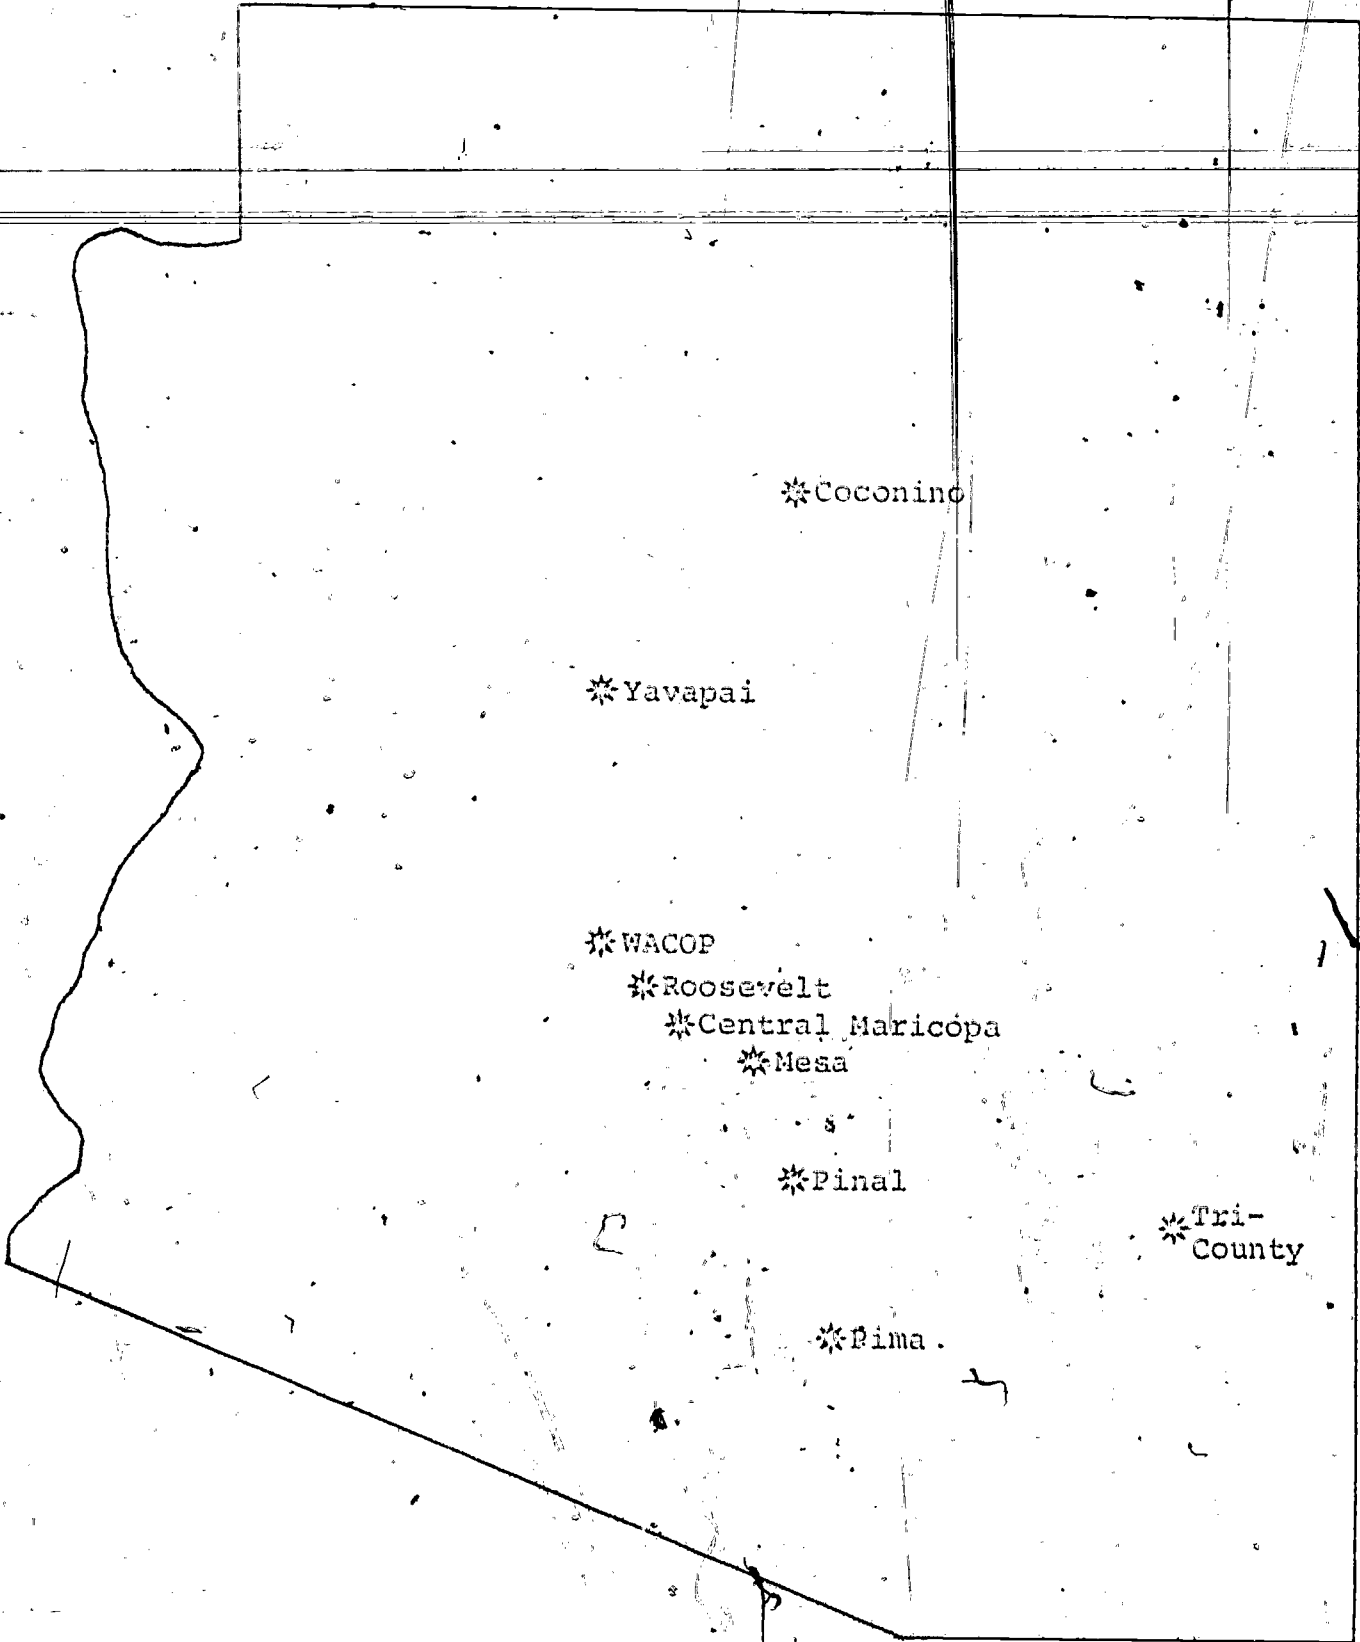 Coconino
Yavapai
WACOP
Roosevelt
Central Maricopa
Mesa
Pinal
Tri-
County
Pima